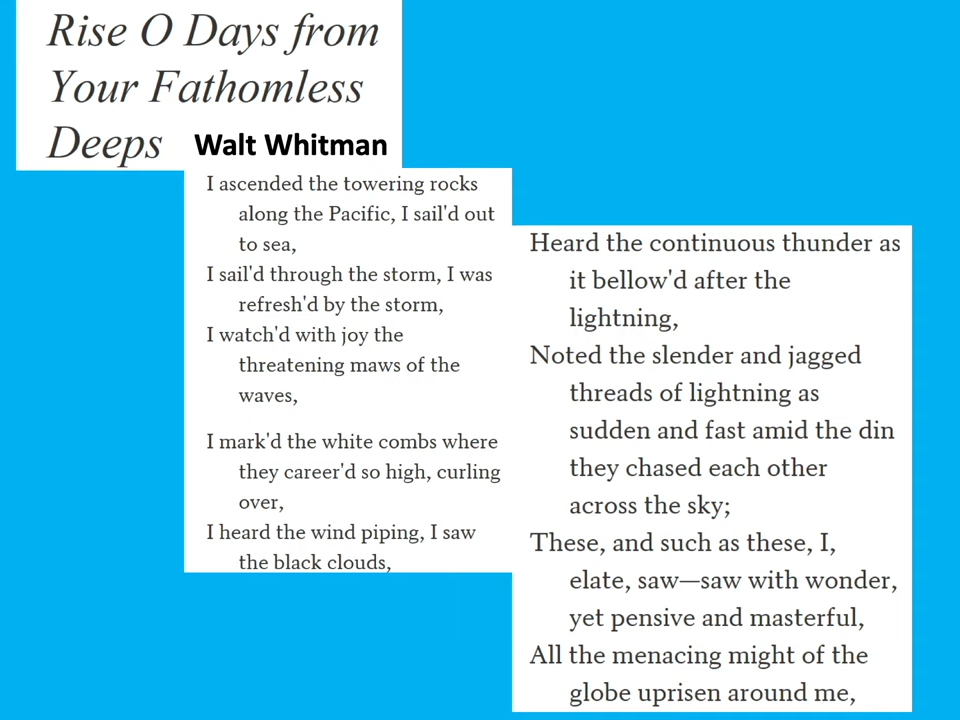 Rise O Days from
Your Fathomless
Deeps
Walt Whitman
I ascended the towering rocks
along the Pacific, I sail'd out
to sea,
I sail'd through the storm, I was
refresh'd by the storm,
I watch'd with joy the
threatening maws of the
waves,
I mark'd the white combs where
they career'd so high, curling
over,
I heard the wind piping, I saw
the black clouds,
Heard the continuous thunder as
it bellow'd after the
lightning,
Noted the slender and jagged
threads of lightning as
sudden and fast amid the din
they chased each other
across the sky;
These, and such as these, I,
elate, saw—saw with wonder,
yet pensive and masterful,
All the menacing might of the
globe uprisen around me,